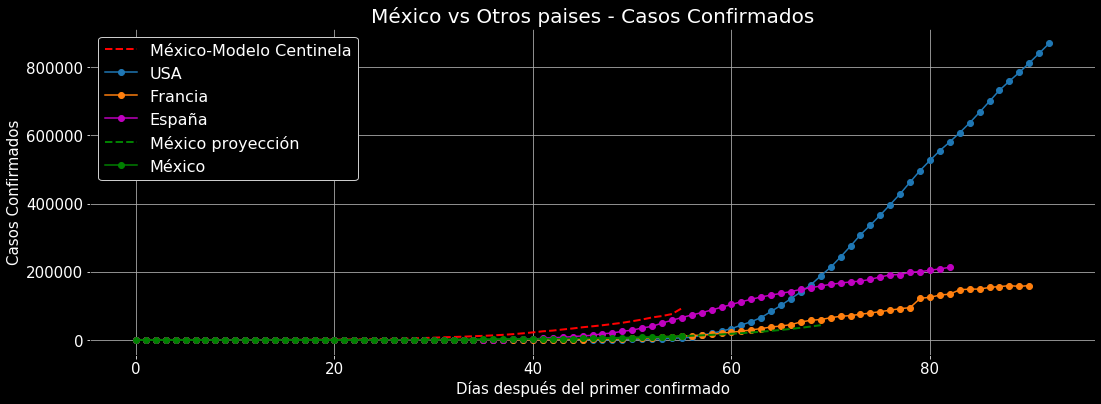 México vs Otros paises - Casos Confirmados
México-Modelo Centinela
USA
Francia
España
México proyección
México
Casos Confirmados
800000
600000
400000
200000
0
0 20 40 60 80
Días después del primer confirmado